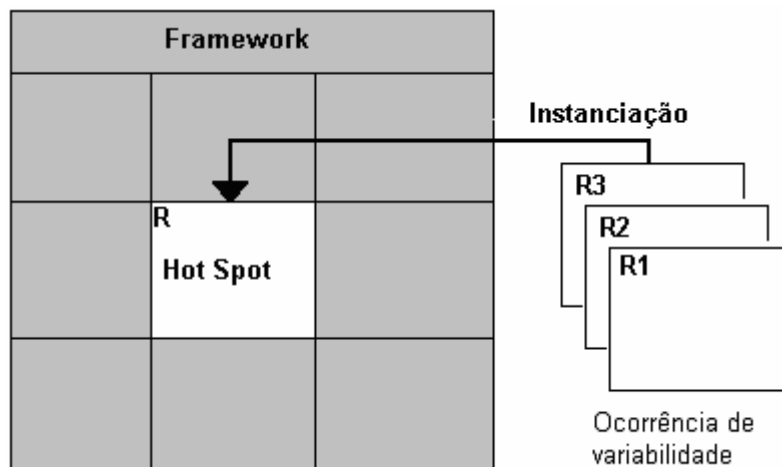 Framework
Instanciação
R3
R2
R1
R
Hot Spot
Ocorrência de
variabilidade